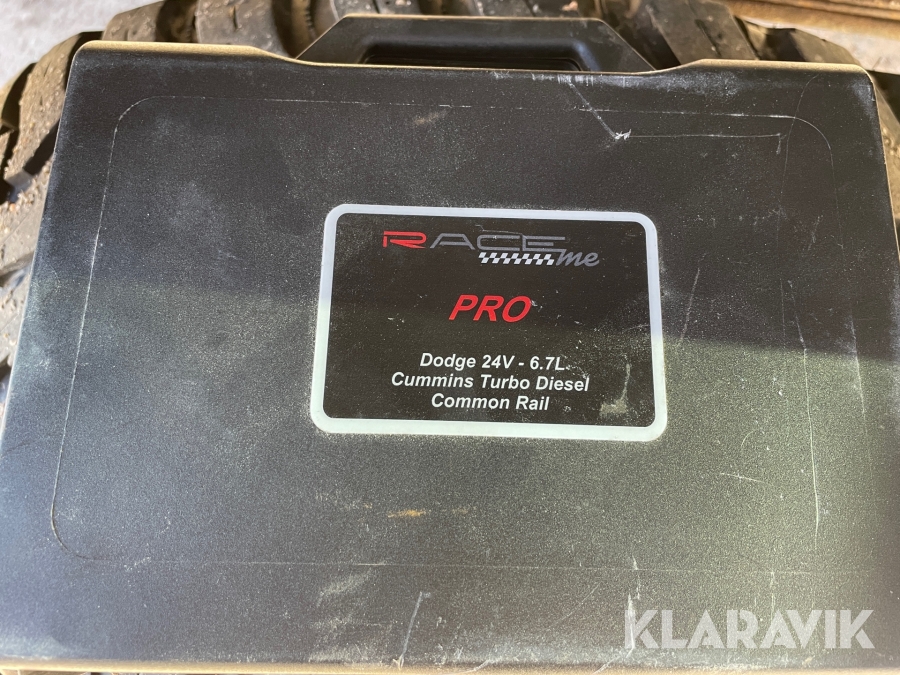 RACE
me
PRO
Dodge 24V - 6.7L
Cummins Turbo Diesel
Common Rail
KLARAVIK